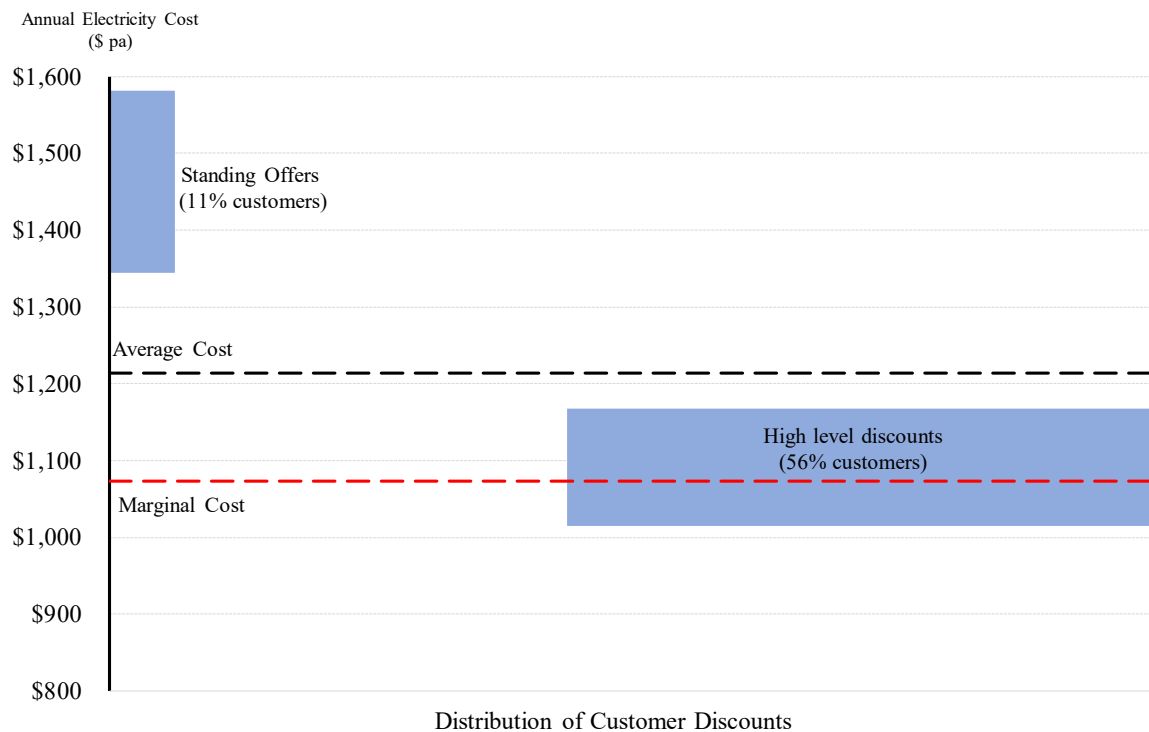 Annual Electricity Cost
($ pa)
$1,600
$1,500
Standing Offers
(11% customers)
$1,400
$1,300
Average Cost
$1,200
High level discounts
(56% customers)
$1,100
Marginal Cost
$1,000
$900
$800
Distribution of Customer Discounts